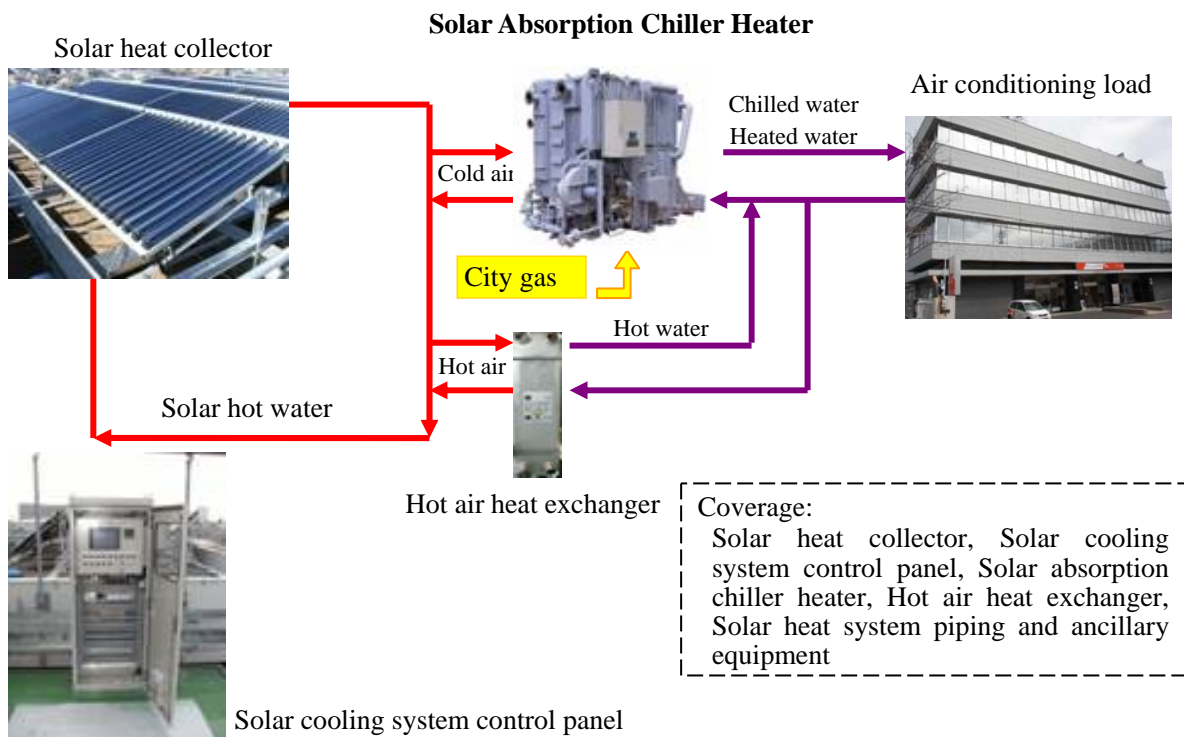 Solar Absorption Chiller Heater
Solar heat collector
Air conditioning load
Chilled water
Heated water
Cold air
City gas
Hot water
Hot air
Solar hot water
Hot air heat exchanger
Coverage:
Solar heat collector, Solar cooling
system control panel, Solar absorption
chiller heater, Hot air heat exchanger,
Solar heat system piping and ancillary
equipment
Solar cooling system control panel